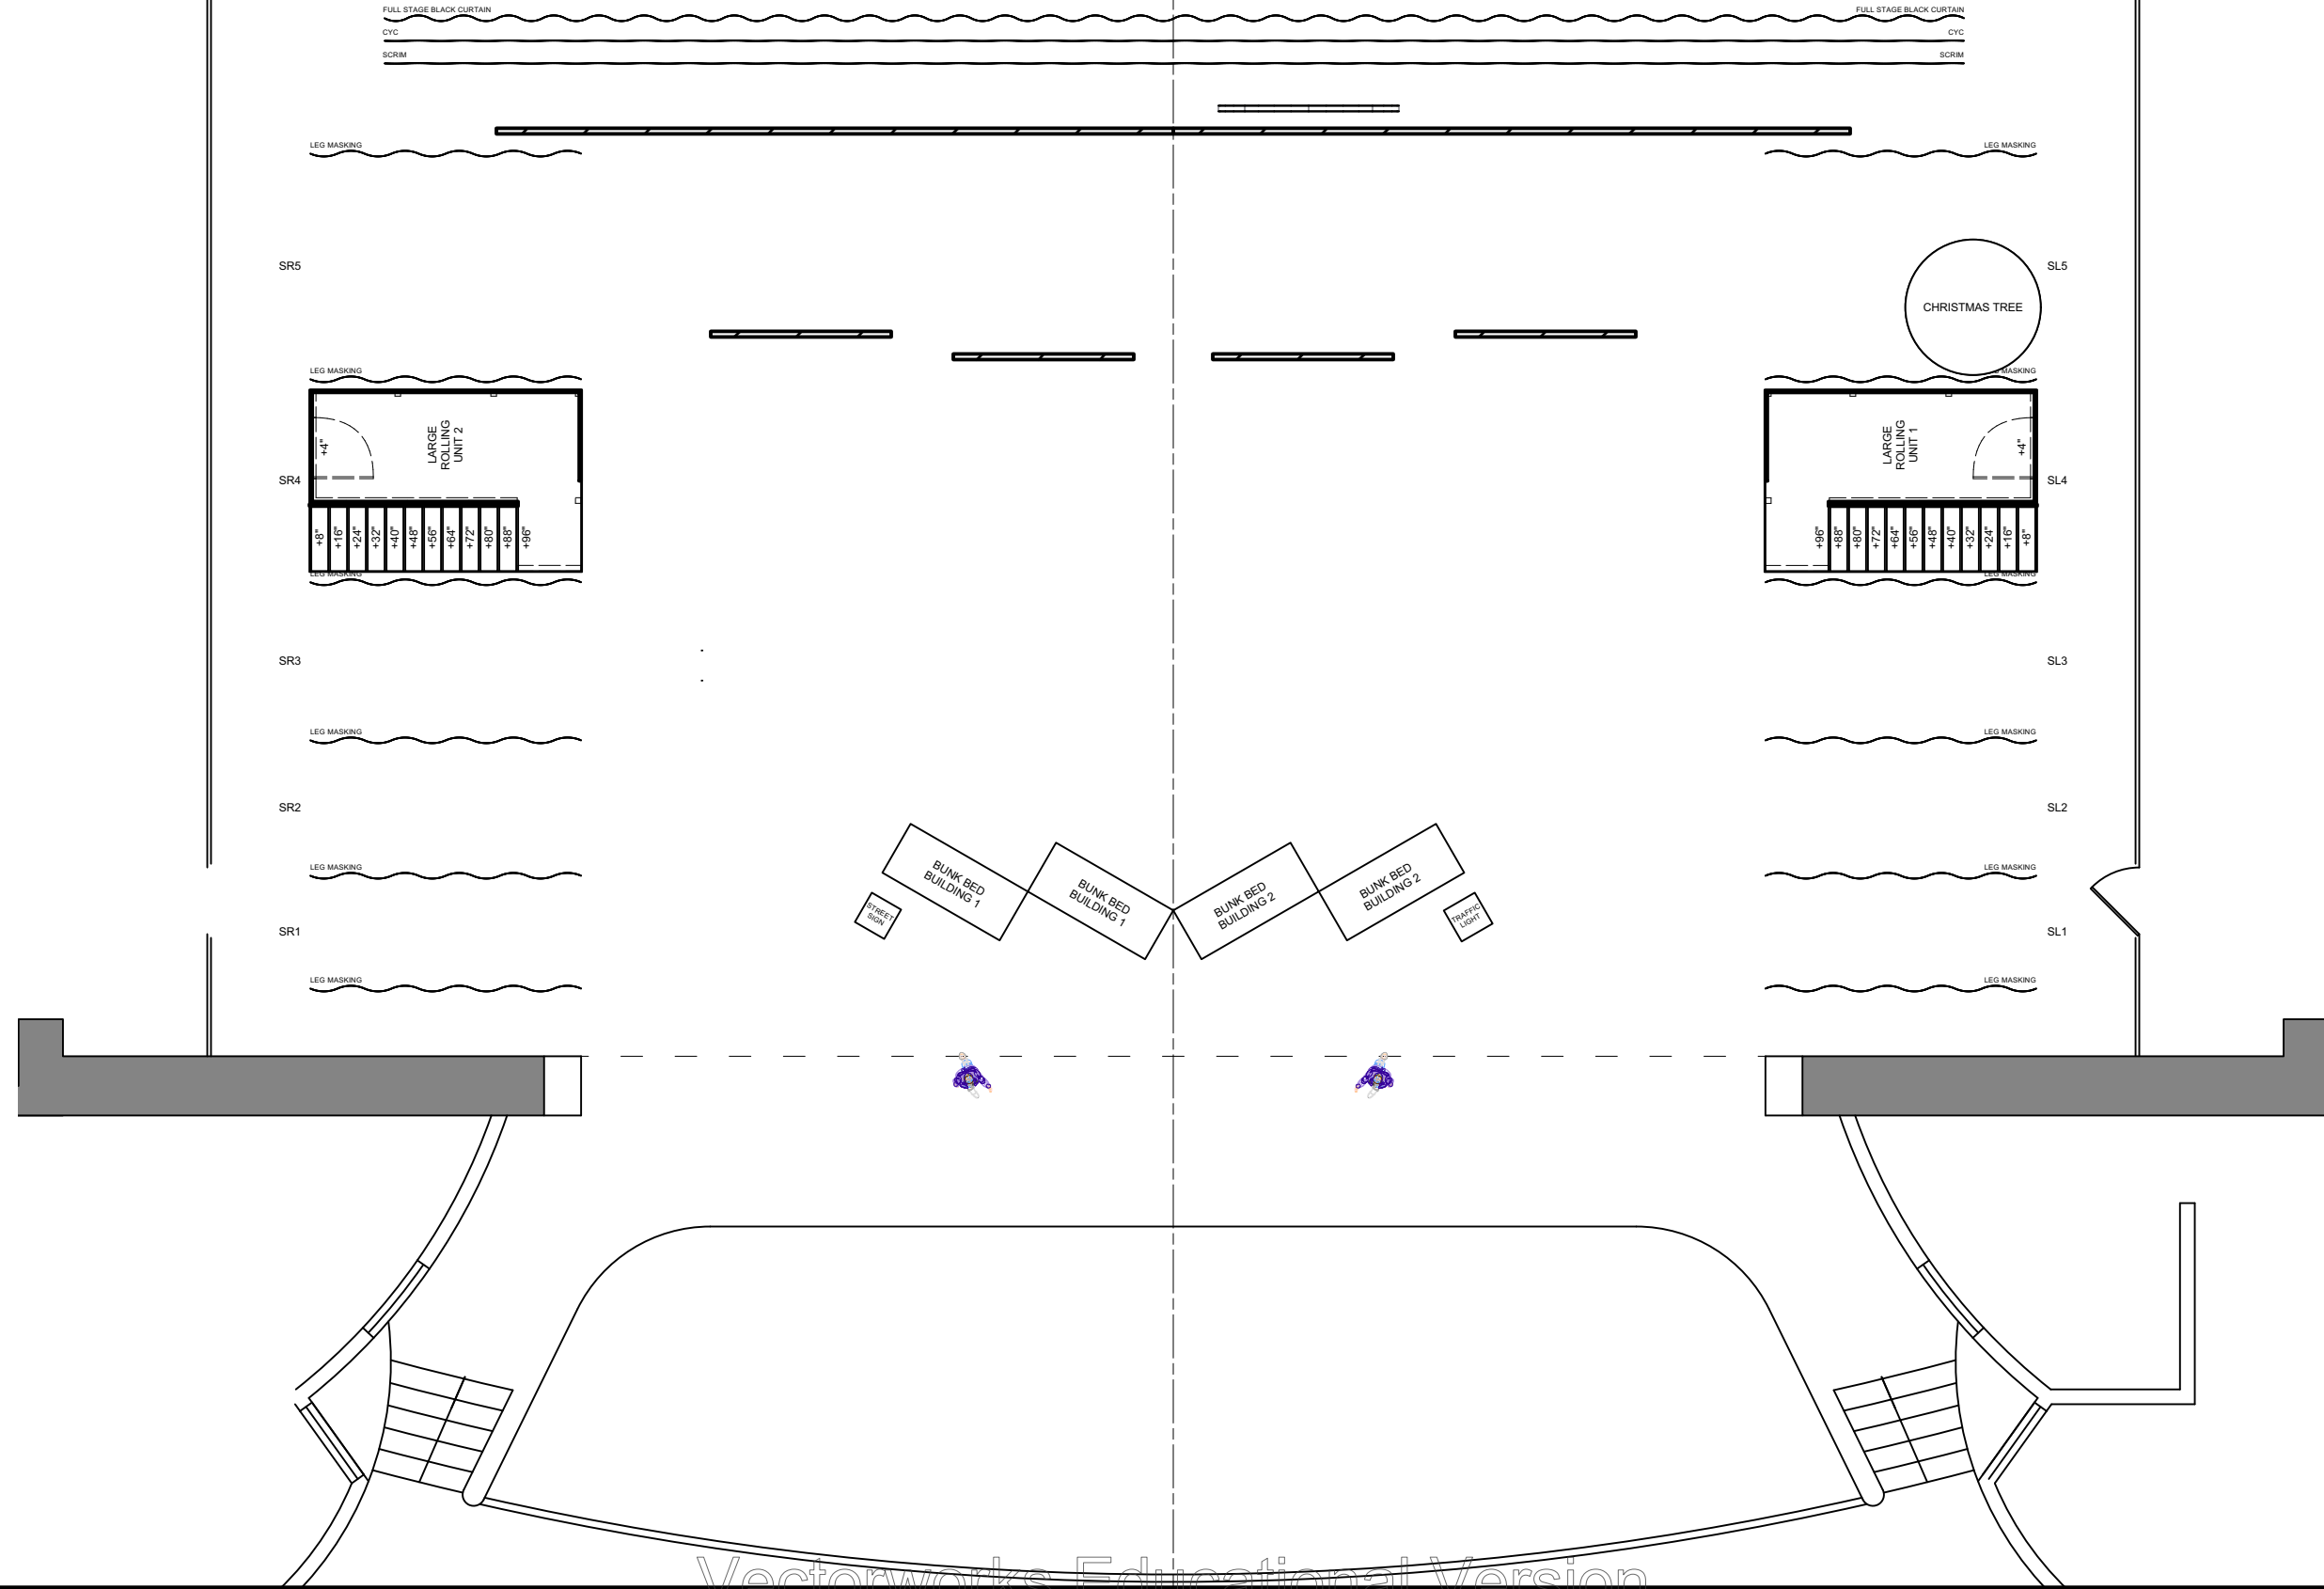 FULL STAGE BLACK CURTAIN
FULL STAGE BLACK CURTAIN
CYC
CYC
SCRIM
SCRIM
LEG MASKING
LEG MASKING
SR5
SL5
CHRISTMAS TREE
LEG MASKING
MASKING
+4"
LARGE
ROLLING
UNIT 2
LARGE
ROLLING
UNIT 1
+4"
SR4
SL4
+8"
+16"
+24"
+32"
+40"
+48"
+56"
+64"
+72"
+80"
+88"
+96"
+96"
+88"
+80"
+72"
+64"
+56"
+48"
+40"
+32"
+24"
+16"
+8"
LEG MASKING
LEG MASKING
SR3
SL3
LEG MASKING
LEG MASKING
SR2
SL2
LEG MASKING
LEG MASKING
BUNK BED
BUILDING 1
BUNK BED
BUILDING 1
BUNK BED
BUILDING 2
BUNK BED
BUILDING 2
STREET
SIGN
TRAFFIC
LIGHT
SR1
SL1
LEG MASKING
LEG MASKING
Vectorworks Educational Version